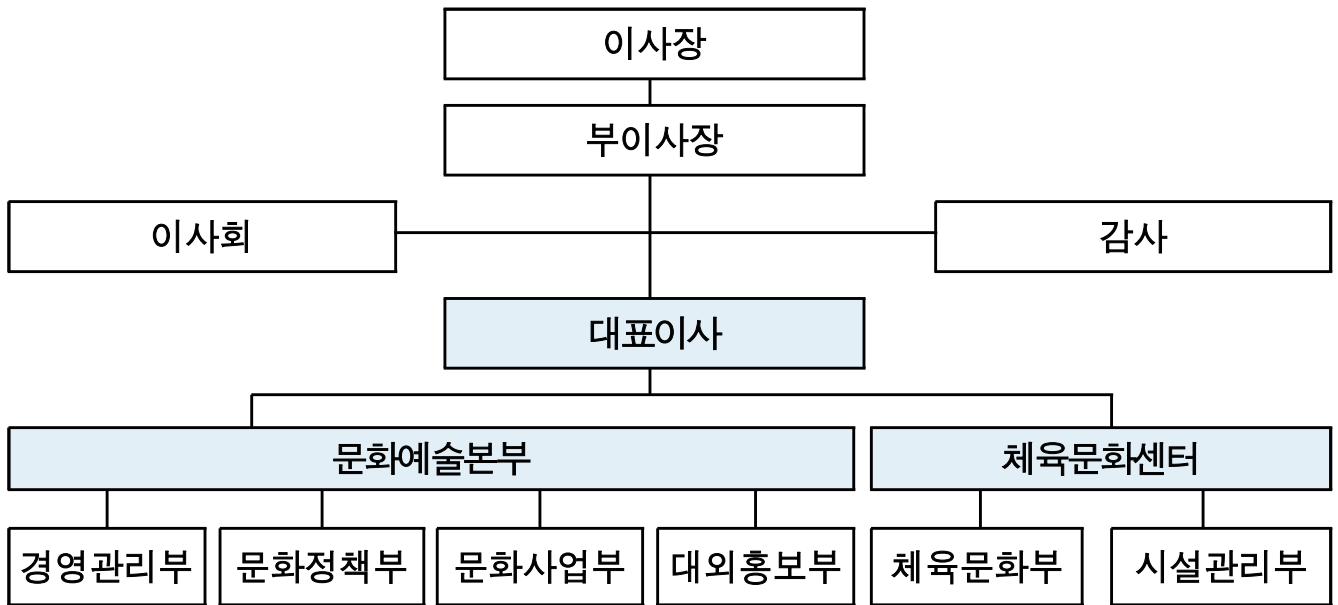 이사장
부이사장
이사회
감사
대표이사
문화예술본부
체육문화센터
경영관리부
문화정책부
문화사업부
대외홍보부
체육문화부
시설관리부